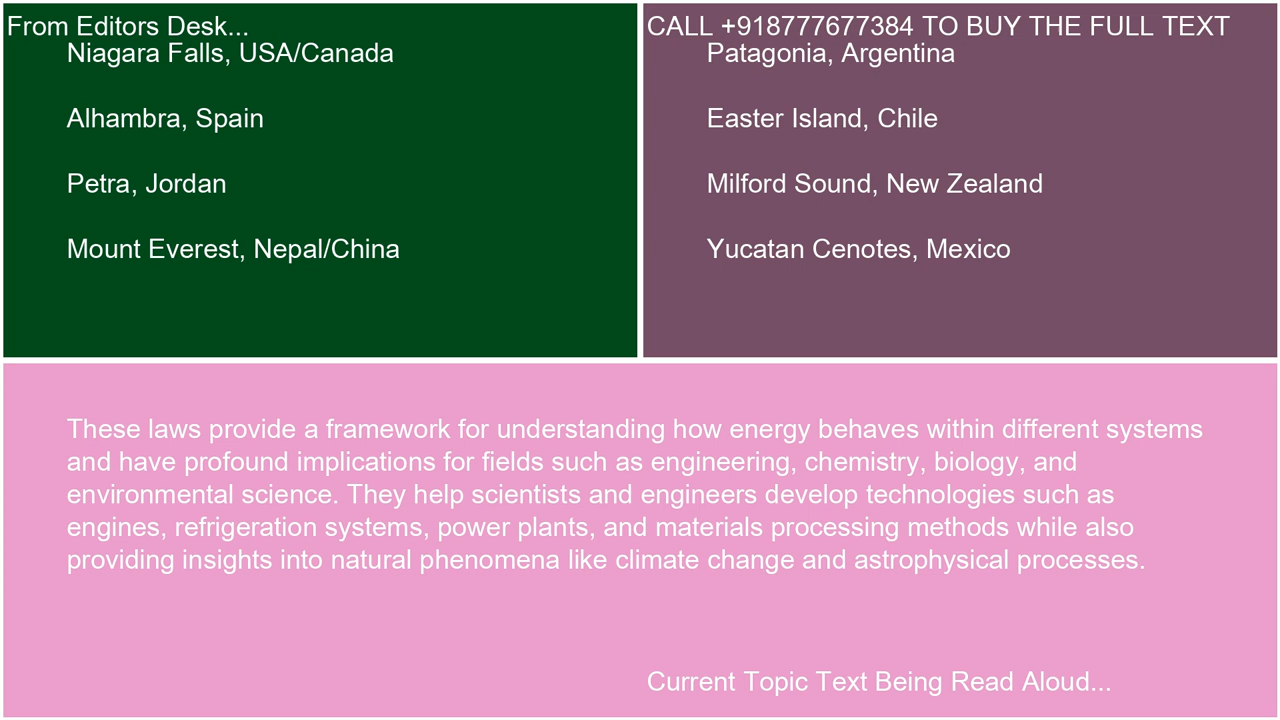 From Editors Desk...
Niagara Falls, USA/Canada
Alhambra, Spain
Petra, Jordan
Mount Everest, Nepal/China
CALL +918777677384 TO BUY THE FULL TEXT
Patagonia, Argentina
Easter Island, Chile
Milford Sound, New Zealand
Yucatan Cenotes, Mexico
These laws provide a framework for understanding how energy behaves within different systems
and have profound implications for fields such as engineering, chemistry, biology, and
environmental science. They help scientists and engineers develop technologies such as
engines, refrigeration systems, power plants, and materials processing methods while also
providing insights into natural phenomena like climate change and astrophysical processes.
Current Topic Text Being Read Aloud...